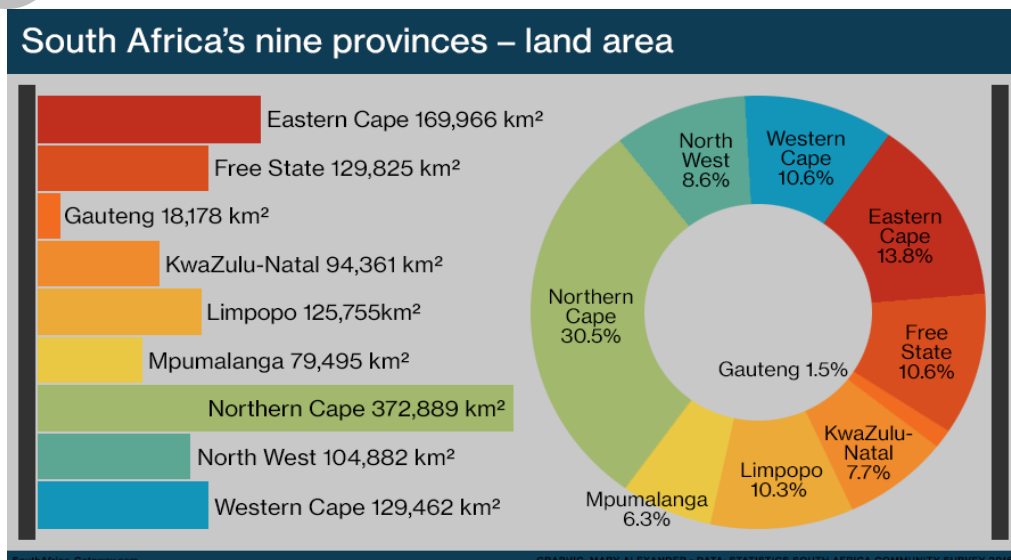 South Africa's nine provinces – land area
Eastern Cape 169,966 km²
Free State 129,825 km²
Gauteng 18,178 km²
KwaZulu-Natal 94,361 km²
Limpopo 125,755km²
Mpumalanga 79,495 km²
Northern Cape 372,889 km²
North West 104,882 km²
Western Cape 129,462 km²
North
West
8.6%
Western
Cape
10.6%
Eastern
Cape
13.8%
Northern
Cape
30.5%
Free
State
10.6%
Gauteng 1.5%
KwaZulu-
Natal
7.7%
Limpopo
10.3%
Mpumalanga
6.3%